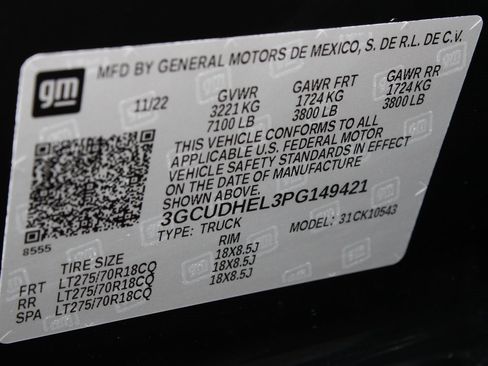 gm
MFD BY GENERAL MOTORS DE MEXICO, S. DE R.L. DE C.V.
11/22 GVWR GAWR FRT GAWR RR
3221 KG 1724 KG 1724 KG
7100 LB 3800 LB 3800 LB
THIS VEHICLE CONFORMS TO ALL
APPLICABLE U.S. FEDERAL MOTOR
VEHICLE SAFETY STANDARDS IN EFFECT
ON THE DATE OF MANUFACTURE
SHOWN ABOVE.
3GCUDHEL3PG149421
8555 TYPE: TRUCK MODEL: 31CK10543
TIRE SIZE RIM
FRT LT275/70R18CQ 18X8.5J
RR LT275/70R18CQ 18X8.5J
SPA LT275/70R18CQ 18X8.5J